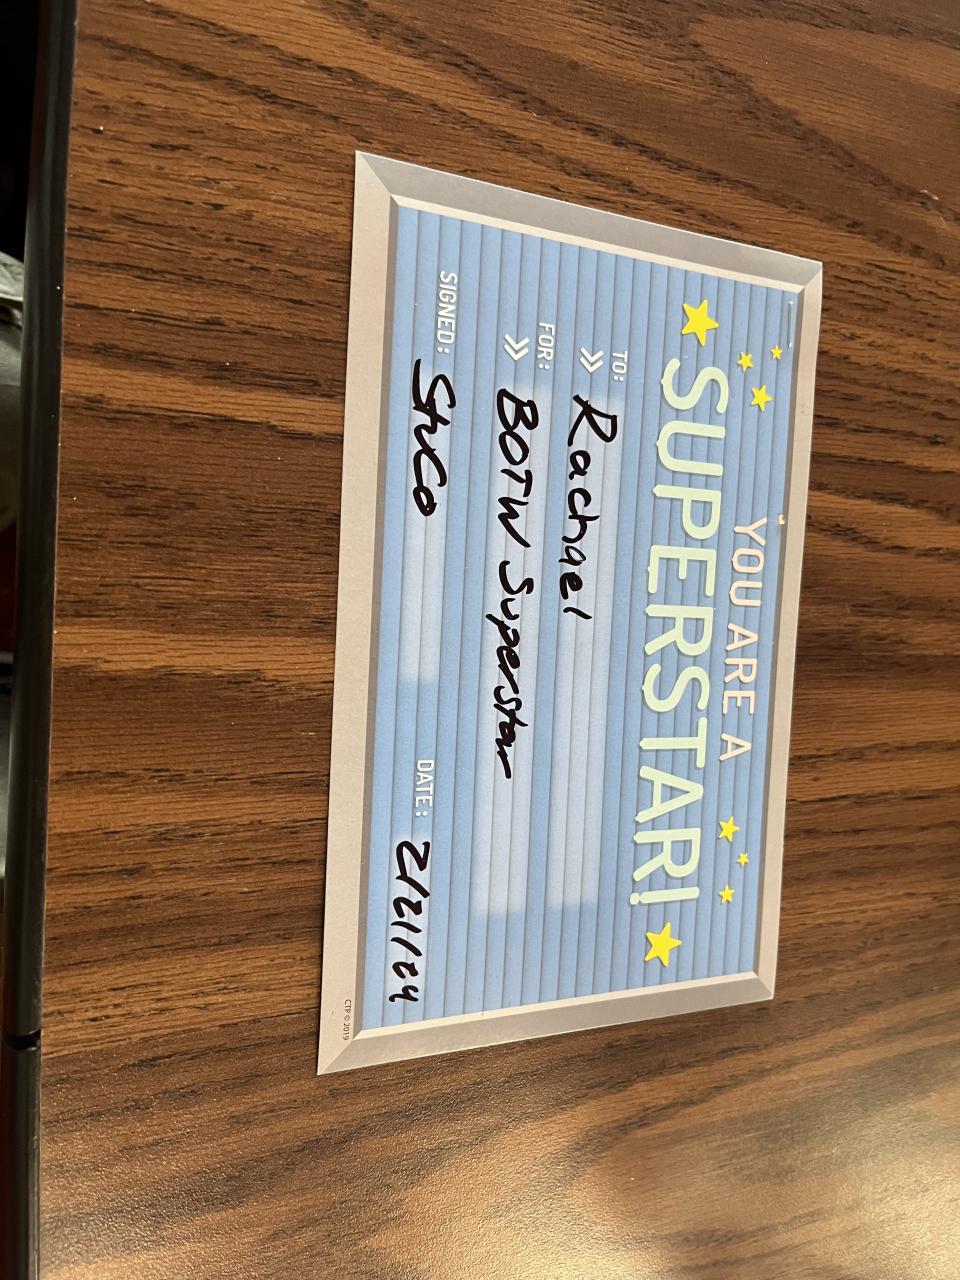 YOU ARE A
SUPERSTAR!
TO:
» Rachael
FOR:
» BOTW Superstar
SIGNED: StuCo DATE: 2/21/24
CTP © 2019